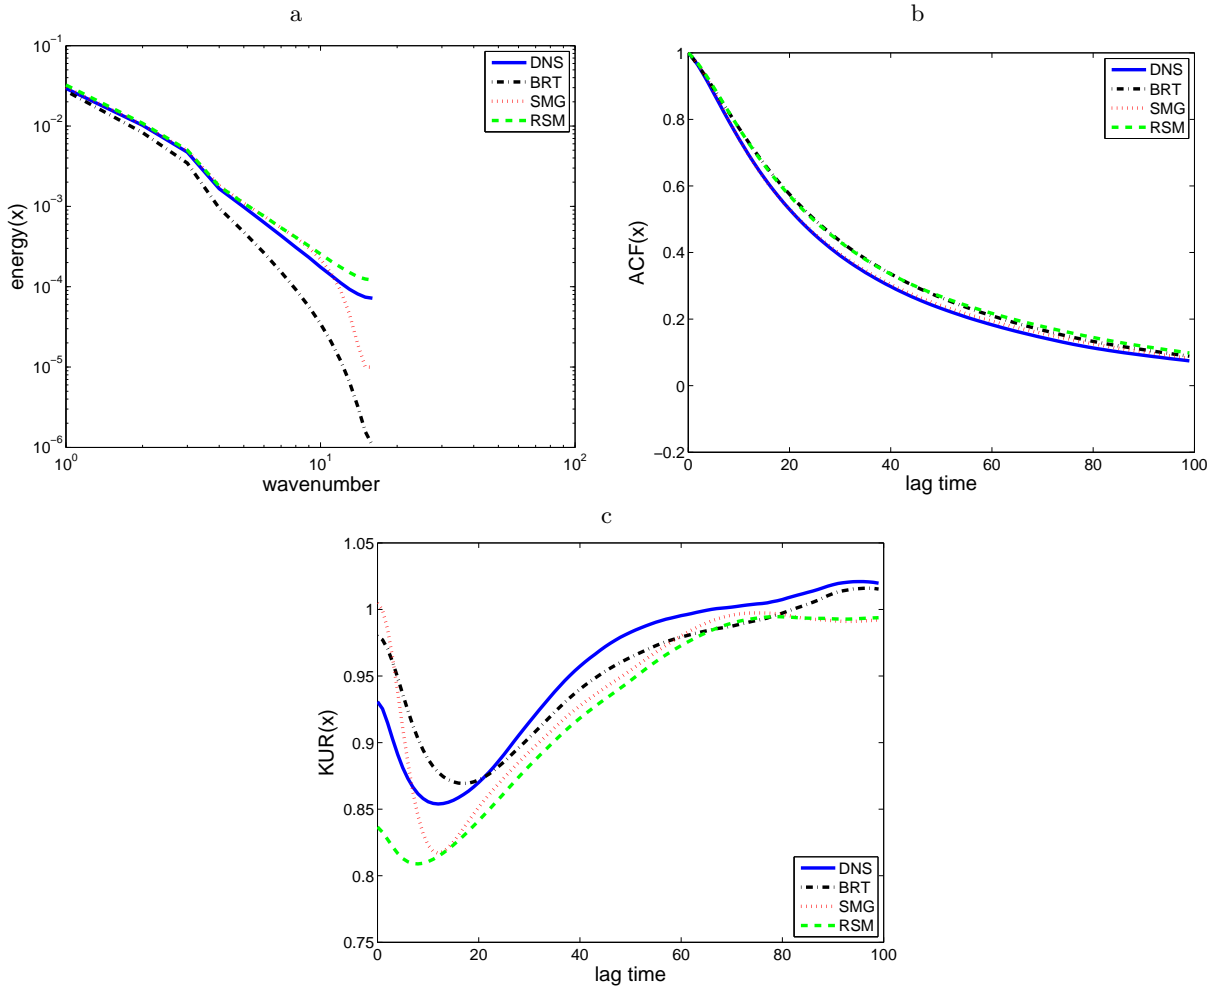 a
10^-1
10^-2
10^-3
10^-4
10^-5
10^-6
10^0
10^1
10^2
energy(x)
wavenumber
DNS
BRT
SMG
RSM
b
1
0.8
0.6
0.4
0.2
0
−0.2
0
20
40
60
80
100
ACF(x)
lag time
DNS
BRT
SMG
RSM
c
1.05
1
0.95
0.9
0.85
0.8
0.75
0
20
40
60
80
100
KUR(x)
lag time
DNS
BRT
SMG
RSM